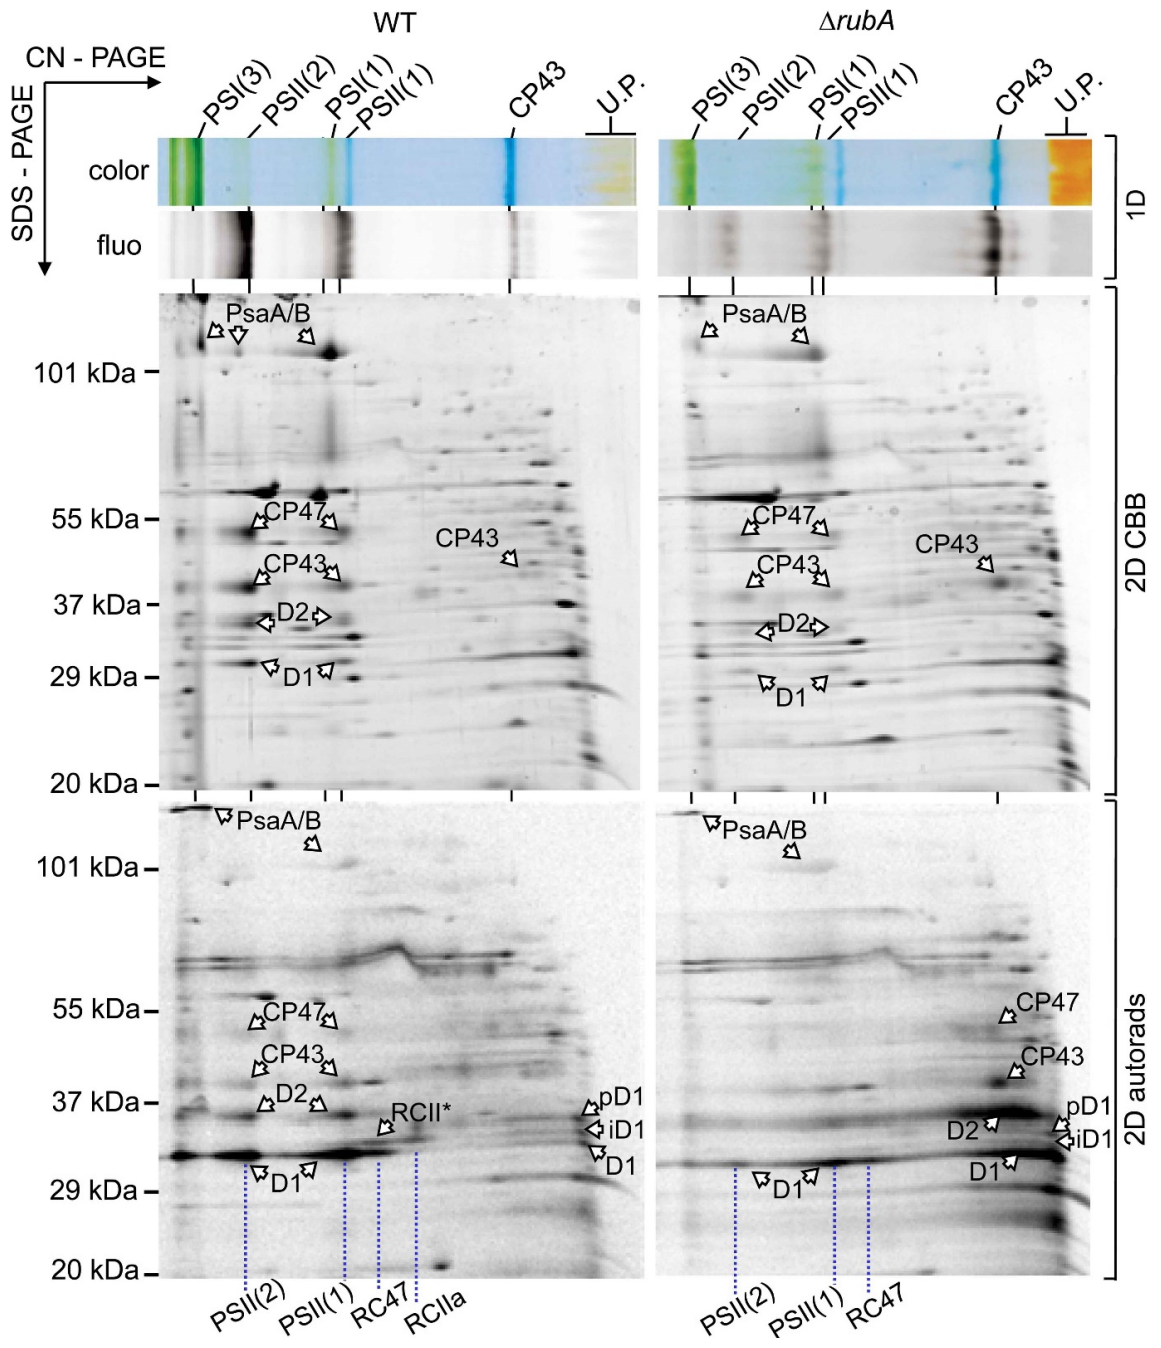 WT
ΔrubA
CN - PAGE
SDS - PAGE
PSI(3)
PSII(2)
PSI(1)
PSII(1)
CP43
U.P.
PSI(3)
PSII(2)
PSI(1)
PSII(1)
CP43
U.P.
color
fluo
1D
PsaA/B
PsaA/B
101 kDa
55 kDa
CP47
CP47
CP43
CP43
CP43
CP43
37 kDa
D2
D2
29 kDa
D1
D1
20 kDa
2D CBB
PsaA/B
PsaA/B
101 kDa
55 kDa
CP47
CP47
CP43
CP43
37 kDa
D2
RCII*
pD1
iD1
D1
D2
pD1
iD1
D1
D1
D1
29 kDa
20 kDa
2D autorads
PSII(2)
PSII(1)
RC47
RCIIa
PSII(2)
PSII(1)
RC47